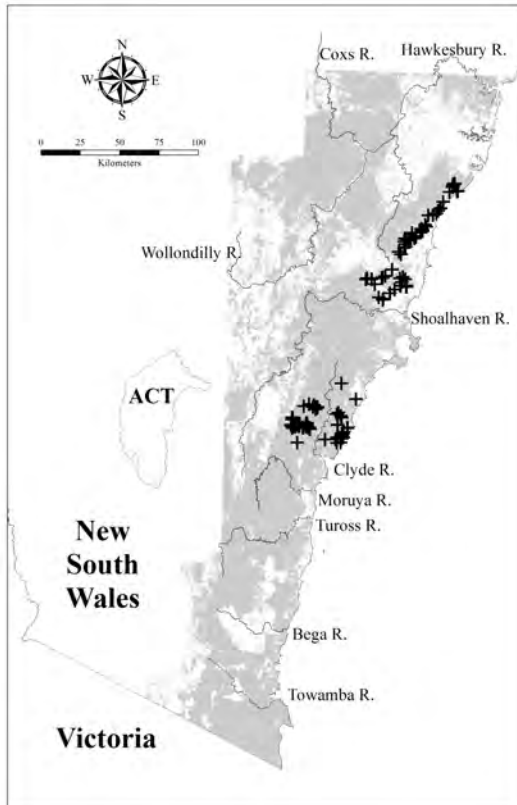 Coxs R.
Hawkesbury R.
N
W E
S
0 25 50 100
Kilometers
Wollondilly R.
Shoalhaven R.
ACT
Clyde R.
Moruya R.
Tuross R.
New
South
Wales
Bega R.
Towamba R.
Victoria